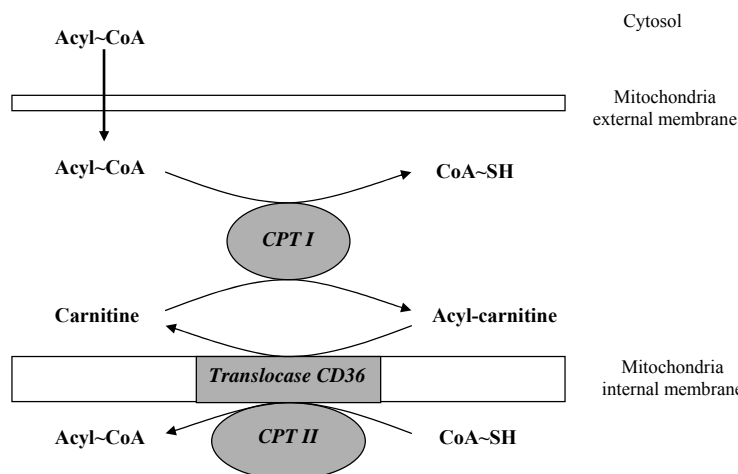 Acyl~CoA
Cytosol
Mitochondria
external membrane
Acyl~CoA
CoA~SH
CPT I
Carnitine
Acyl-carnitine
Translocase CD36
Mitochondria
internal membrane
Acyl~CoA
CPT II
CoA~SH